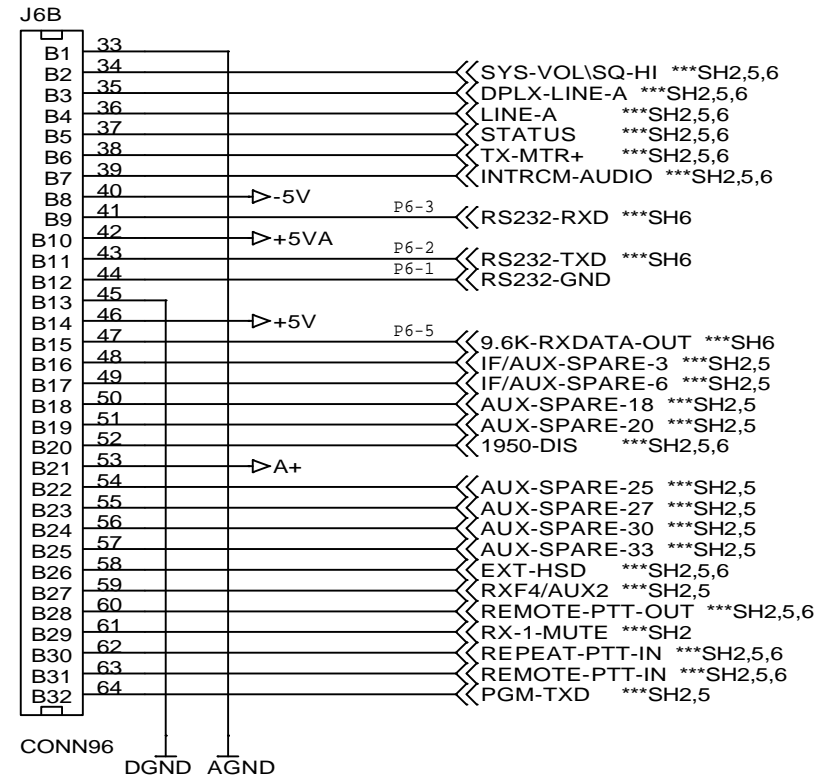 J6B
B1 33
B2 34 SYS-VOL\SQ-HI ***SH2,5,6
B3 35 DPLX-LINE-A ***SH2,5,6
B4 36 LINE-A ***SH2,5,6
B5 37 STATUS ***SH2,5,6
B6 38 TX-MTR+ ***SH2,5,6
B7 39 INTRCM-AUDIO ***SH2,5,6
B8 40 -5V
B9 41 P6-3 RS232-RXD ***SH6
B10 42 +5VA
B11 43 P6-2 RS232-TXD ***SH6
B12 44 P6-1 RS232-GND
B13 45
B14 46 +5V
B15 47 P6-5 9.6K-RXDATA-OUT ***SH6
B16 48 IF/AUX-SPARE-3 ***SH2,5
B17 49 IF/AUX-SPARE-6 ***SH2,5
B18 50 AUX-SPARE-18 ***SH2,5
B19 51 AUX-SPARE-20 ***SH2,5
B20 52 1950-DIS ***SH2,5,6
B21 53 A+
B22 54 AUX-SPARE-25 ***SH2,5
B23 55 AUX-SPARE-27 ***SH2,5
B24 56 AUX-SPARE-30 ***SH2,5
B25 57 AUX-SPARE-33 ***SH2,5
B26 58 EXT-HSD ***SH2,5,6
B27 59 RXF4/AUX2 ***SH2,5
B28 60 REMOTE-PTT-OUT ***SH2,5,6
B29 61 RX-1-MUTE ***SH2
B30 62 REPEAT-PTT-IN ***SH2,5,6
B31 63 REMOTE-PTT-IN ***SH2,5,6
B32 64 PGM-TXD ***SH2,5
CONN96
DGND AGND